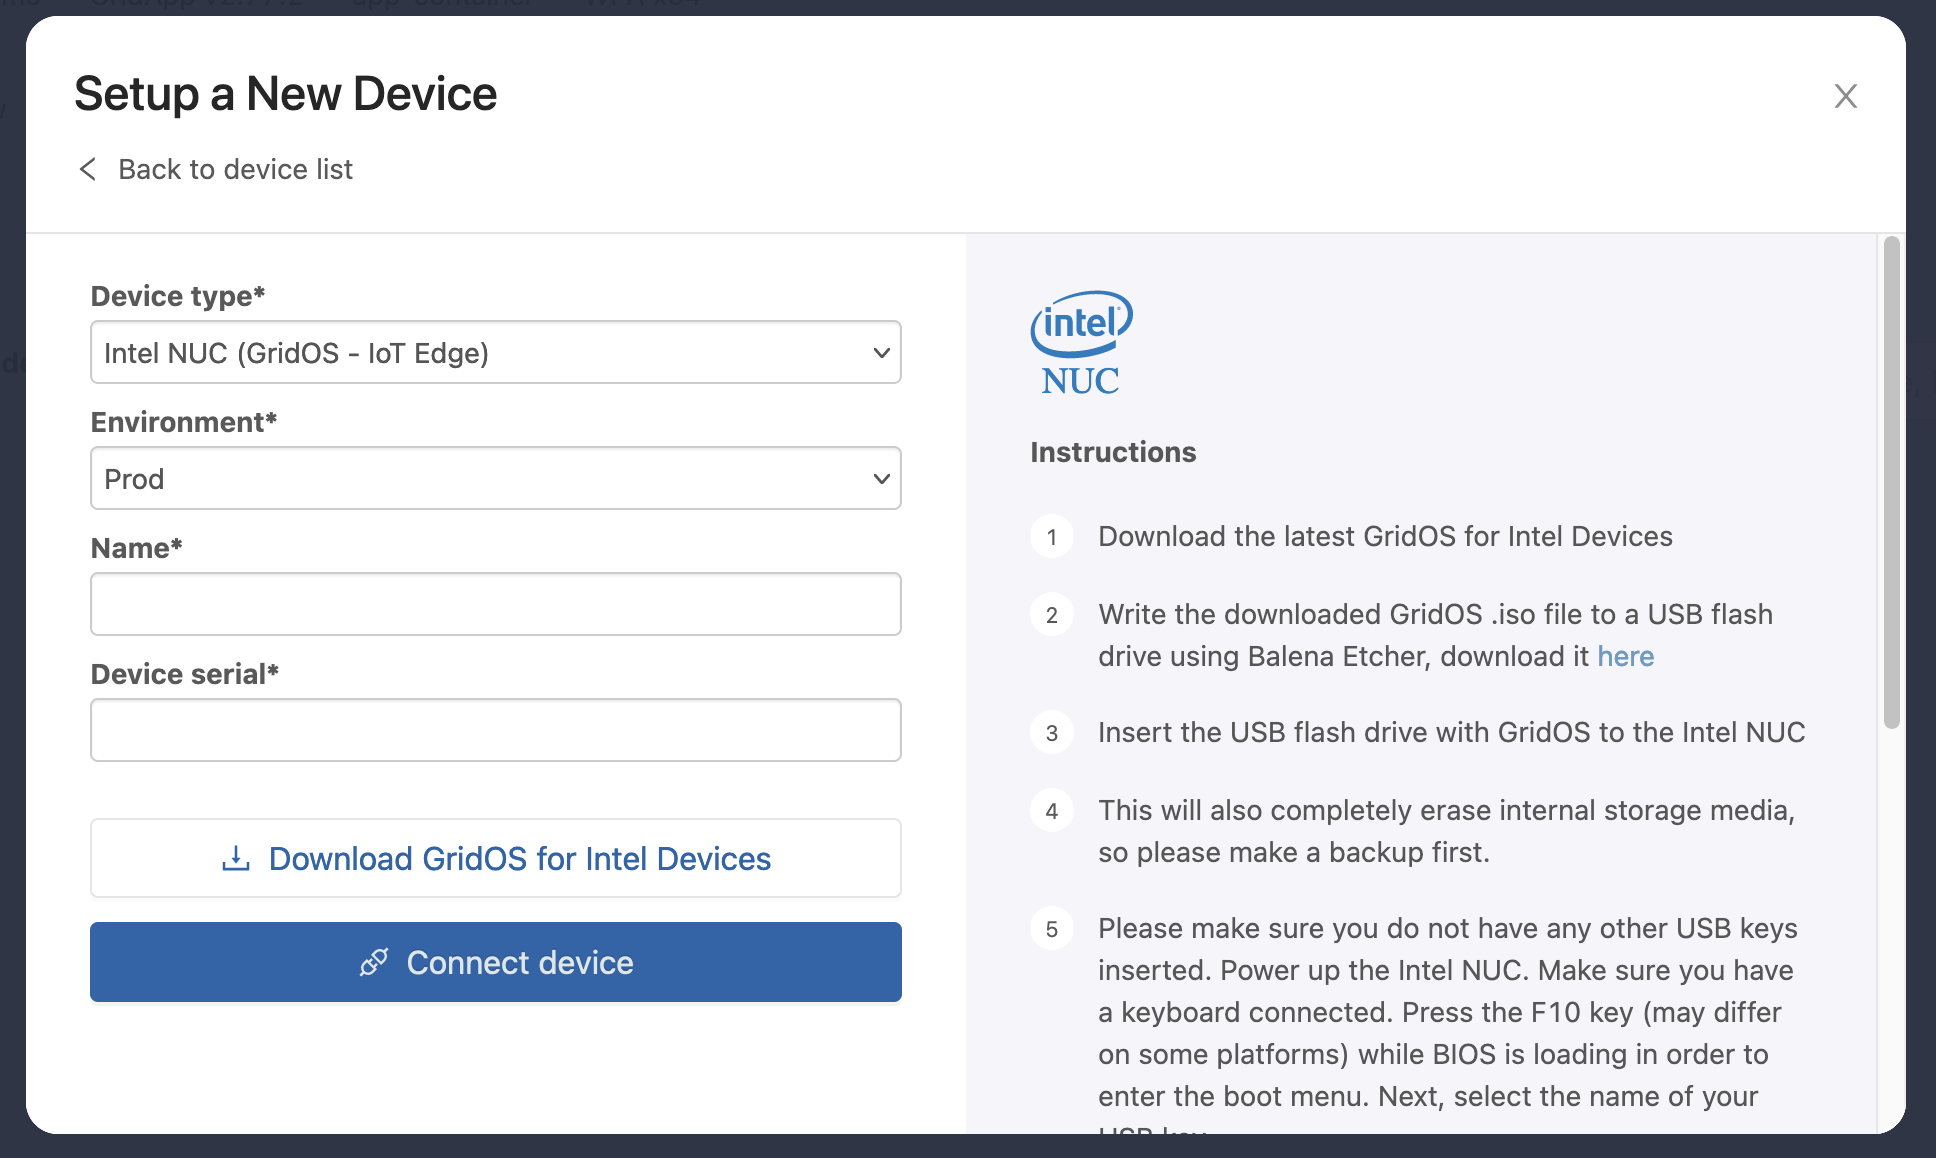 Setup a New Device
Back to device list
Device type*
Intel NUC (GridOS - IoT Edge)
Environment*
Prod
Name*
Device serial*
Download GridOS for Intel Devices
Connect device
intel
NUC
Instructions
1 Download the latest GridOS for Intel Devices
2 Write the downloaded GridOS .iso file to a USB flash
drive using Balena Etcher, download it here
3 Insert the USB flash drive with GridOS to the Intel NUC
4 This will also completely erase internal storage media,
so please make a backup first.
5 Please make sure you do not have any other USB keys
inserted. Power up the Intel NUC. Make sure you have
a keyboard connected. Press the F10 key (may differ
on some platforms) while BIOS is loading in order to
enter the boot menu. Next, select the name of your
USB key